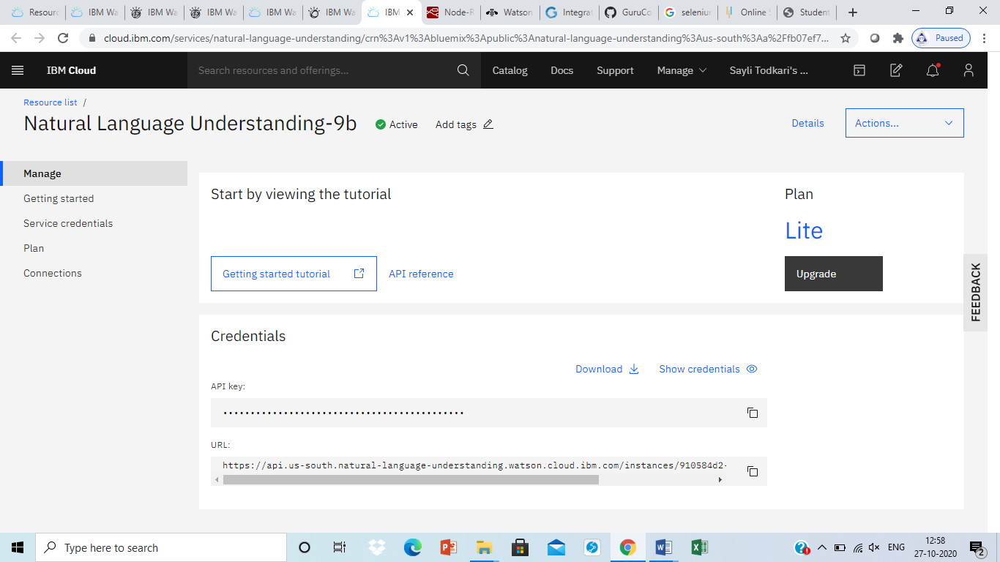 Resourc
IBM Wa
IBM Wa
IBM Wa
IBM Wa
IBM Wa
IBM
Node-R
Watson
Integrat
GuruCo
seleniur
Online
Student
cloud.ibm.com/services/natural-language-understanding/crn%3Av1%3Abluemix%3Apublic%3Anatural-language-understanding%3Aus-south%3Aa%2Ffb07ef7...
Paused
IBM Cloud
Search resources and offerings...
Catalog
Docs
Support
Manage
Sayli Todkari's ...
Resource list /
Natural Language Understanding-9b
Active
Add tags
Details
Actions...
Manage
Getting started
Service credentials
Plan
Connections
Start by viewing the tutorial
Getting started tutorial
API reference
Plan
Lite
Upgrade
FEEDBACK
Credentials
Download
Show credentials
API key:
............................................
URL:
https://api.us-south.natural-language-understanding.watson.cloud.ibm.com/instances/910584d2-
Type here to search
ENG
12:58
27-10-2020
2